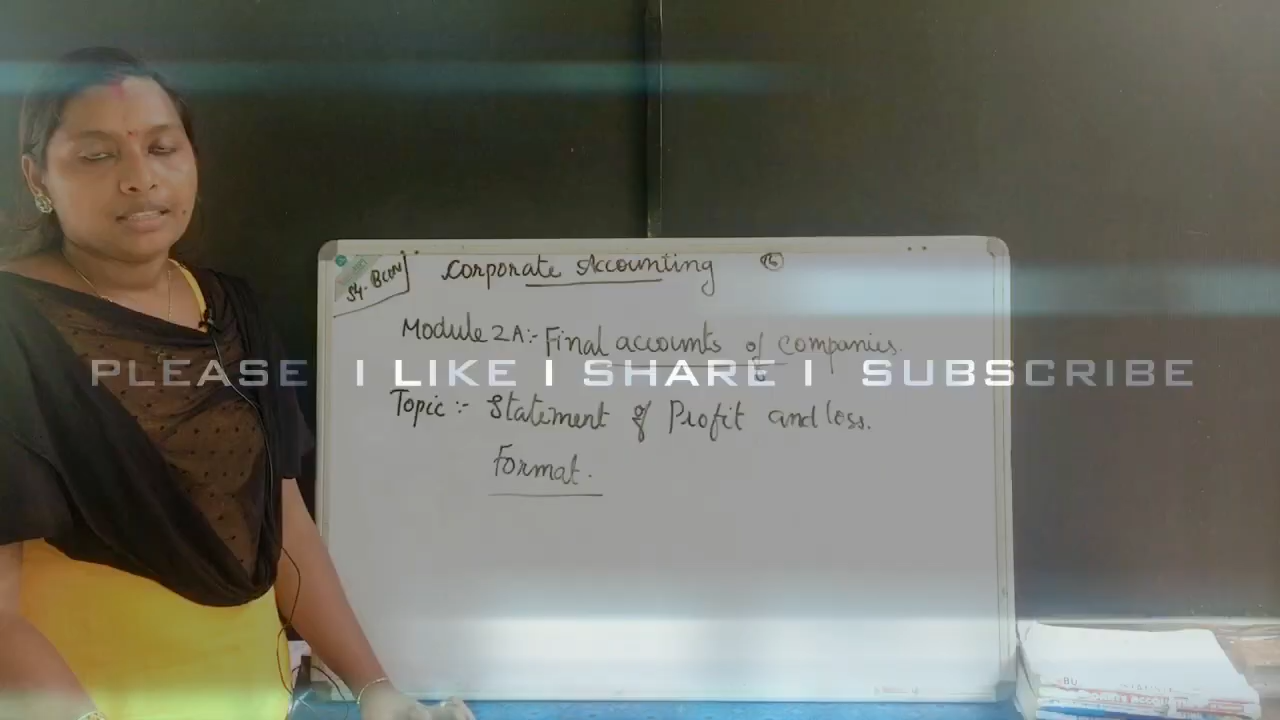 S4-BCOM
Corporate Accounting 16
Module 2A:- Final accounts of companies.
PLEASE I LIKE I SHARE I SUBSCRIBE
Topic :- Statement of Profit and loss.
Format.